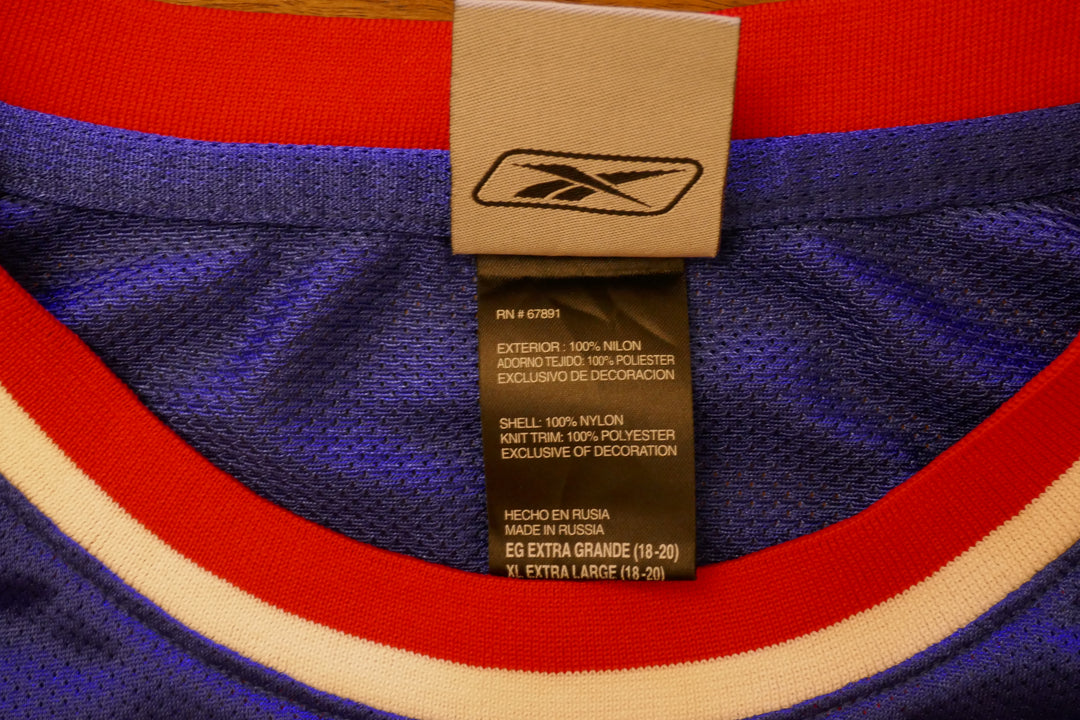 RN # 67891
EXTERIOR : 100% NILON
ADORNO TEJIDO: 100% POLIESTER
EXCLUSIVO DE DECORACION
SHELL: 100% NYLON
KNIT TRIM: 100% POLYESTER
EXCLUSIVE OF DECORATION
HECHO EN RUSIA
MADE IN RUSSIA
EG EXTRA GRANDE (18-20)
XL EXTRA LARGE (18-20)